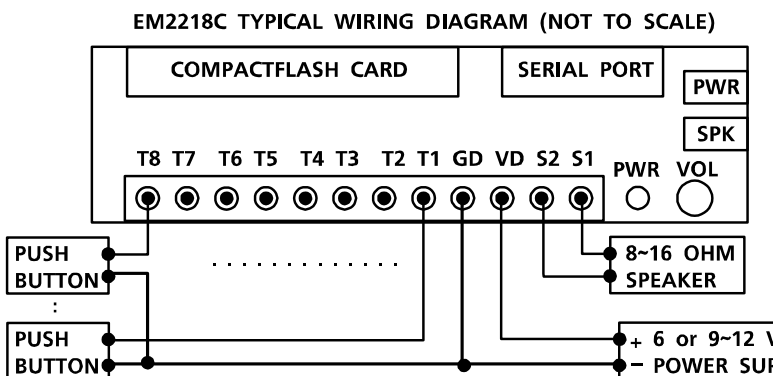 EM2218C TYPICAL WIRING DIAGRAM (NOT TO SCALE)
COMPACTFLASH CARD
SERIAL PORT
PWR
SPK
T8 T7 T6 T5 T4 T3 T2 T1 GD VD S2 S1
PWR VOL
PUSH
BUTTON
8~16 OHM
SPEAKER
:
PUSH
BUTTON
+ 6 or 9~12 V
− POWER SUP